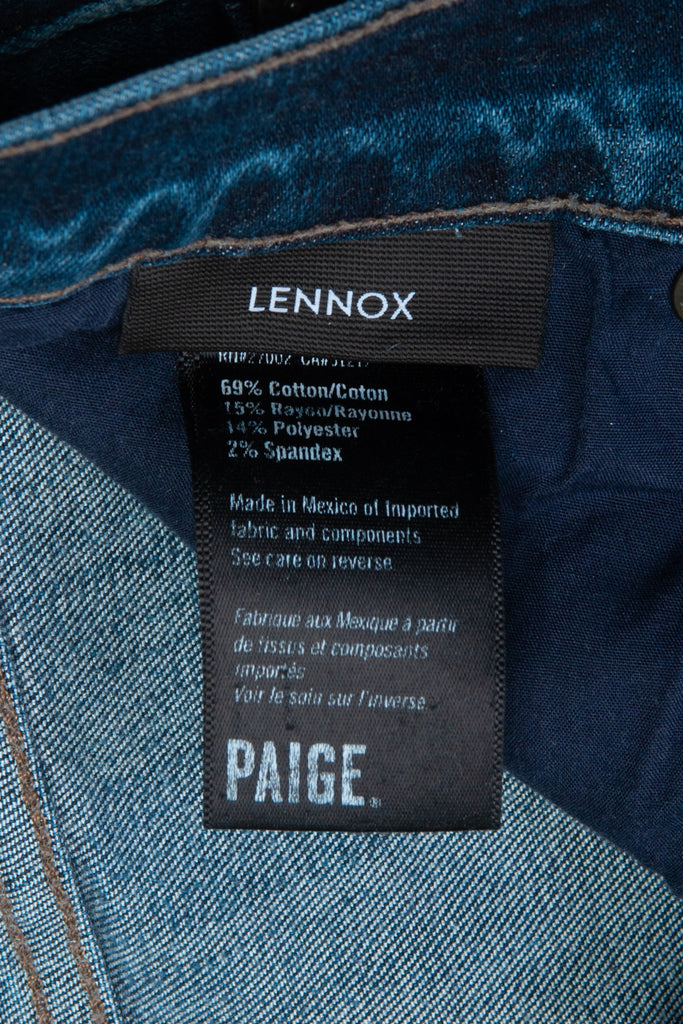 LENNOX
69% Cotton/Coton
15% Rayon/Rayonne
14% Polyester
2% Spandex
Made in Mexico of Imported
fabric and components
See care on reverse.
Fabrique aux Mexique à partir
de tissus et composants
importés
Voir le soin sur l'inverse.
PAIGE®